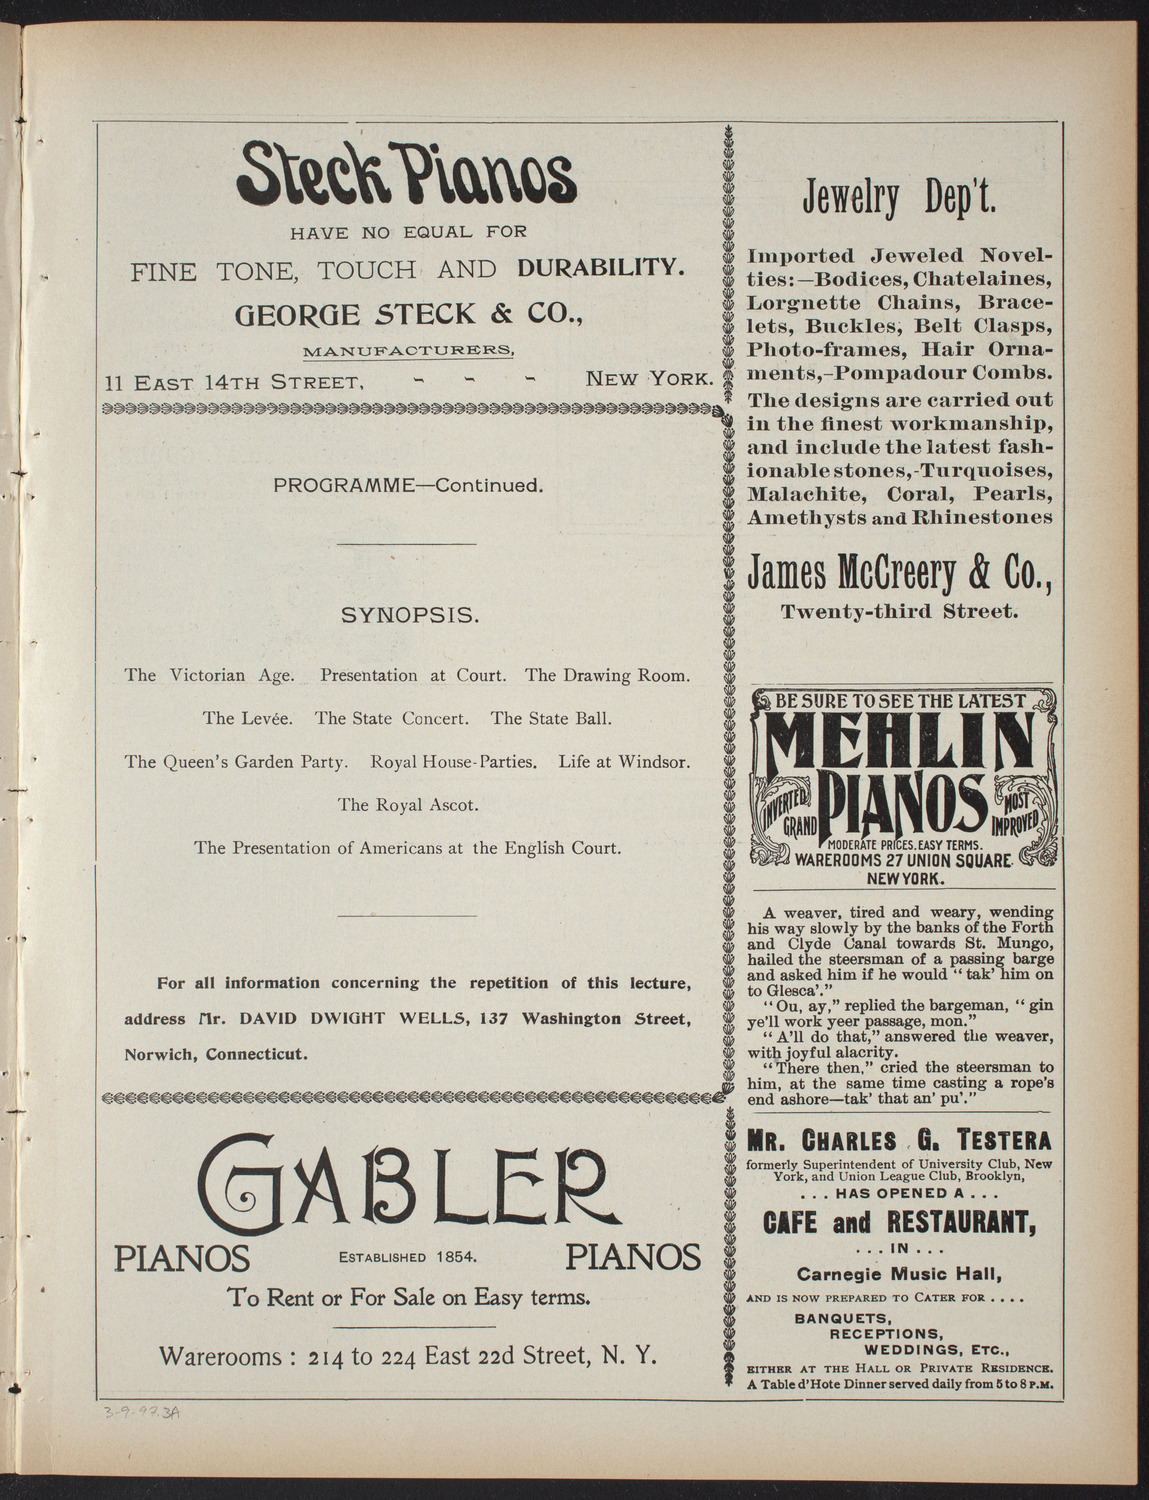 Steck Pianos
HAVE NO EQUAL FOR
FINE TONE, TOUCH AND DURABILITY.
GEORGE STECK & CO.,
MANUFACTURERS,
11 EAST 14TH STREET, - - - NEW YORK.
PROGRAMME—Continued.
SYNOPSIS.
The Victorian Age. Presentation at Court. The Drawing Room.
The Levée. The State Concert. The State Ball.
The Queen's Garden Party. Royal House-Parties. Life at Windsor.
The Royal Ascot.
The Presentation of Americans at the English Court.
For all information concerning the repetition of this lecture,
address Mr. DAVID DWIGHT WELLS, 137 Washington Street,
Norwich, Connecticut.
GABLER
PIANOS ESTABLISHED 1854. PIANOS
To Rent or For Sale on Easy terms.
Warerooms : 214 to 224 East 22d Street, N. Y.
3-9-97.3A
Jewelry Dep't.
Imported Jeweled Novel-
ties:—Bodices, Chatelaines,
Lorgnette Chains, Brace-
lets, Buckles, Belt Clasps,
Photo-frames, Hair Orna-
ments,-Pompadour Combs.
The designs are carried out
in the finest workmanship,
and include the latest fash-
ionable stones,-Turquoises,
Malachite, Coral, Pearls,
Amethysts and Rhinestones
James McCreery & Co.,
Twenty-third Street.
BE SURE TO SEE THE LATEST
MEHLIN
PIANOS
INVERTED
GRAND
MOST
IMPROVED
MODERATE PRICES. EASY TERMS.
WAREROOMS 27 UNION SQUARE.
NEW YORK.
A weaver, tired and weary, wending
his way slowly by the banks of the Forth
and Clyde Canal towards St. Mungo,
hailed the steersman of a passing barge
and asked him if he would "tak' him on
to Glesca'."
"Ou, ay," replied the bargeman, "gin
ye'll work yeer passage, mon."
"A'll do that," answered the weaver,
with joyful alacrity.
"There then," cried the steersman to
him, at the same time casting a rope's
end ashore—tak' that an' pu'."
MR. CHARLES G. TESTERA
formerly Superintendent of University Club, New
York, and Union League Club, Brooklyn,
... HAS OPENED A ...
CAFE and RESTAURANT,
... IN ...
Carnegie Music Hall,
AND IS NOW PREPARED TO CATER FOR ....
BANQUETS,
RECEPTIONS,
WEDDINGS, ETC.,
EITHER AT THE HALL OR PRIVATE RESIDENCE.
A Table d'Hote Dinner served daily from 5 to 8 P.M.